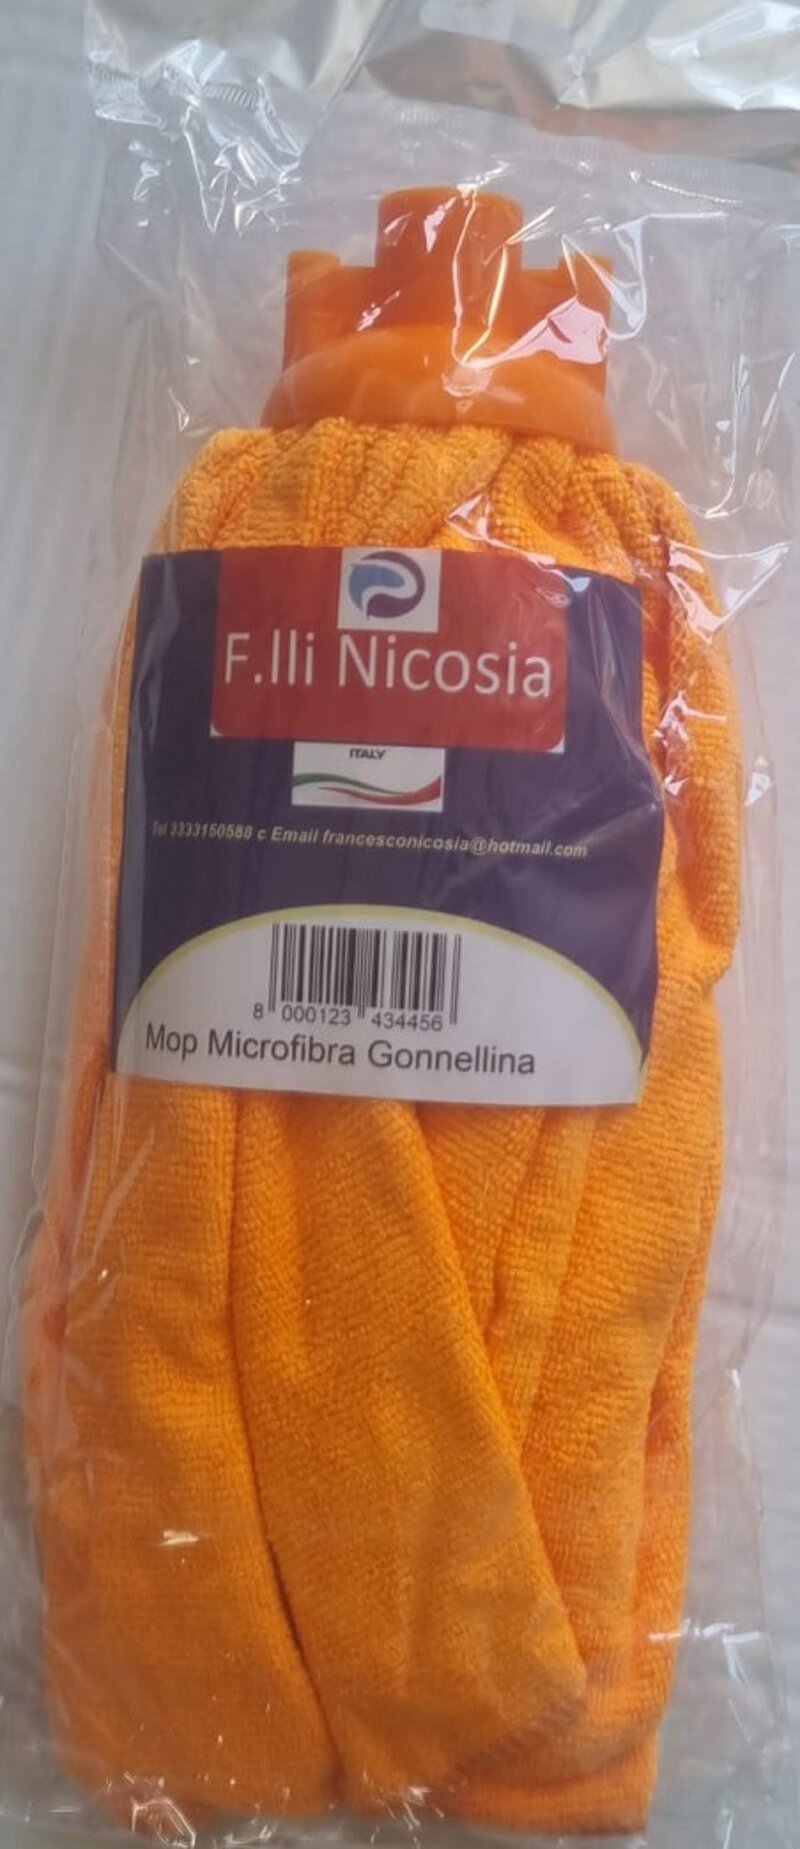 F.lli Nicosia
ITALY
Tel 3333150588 c Email francesconicosia@hotmail.com
8 000123 434456
Mop Microfibra Gonnellina